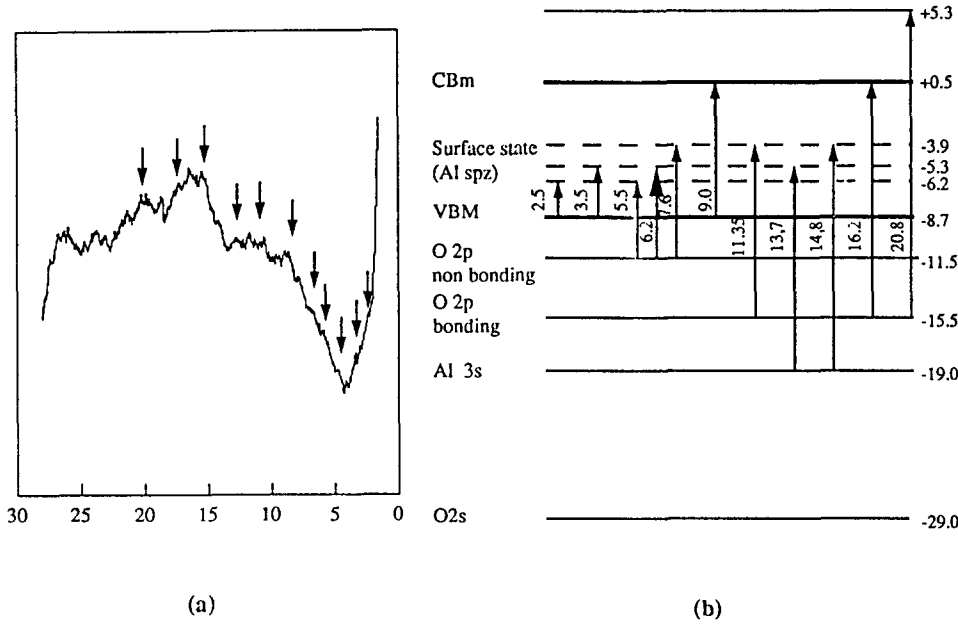 30 20 15 10 5 0
(a)
+5.3
CBm +0.5
Surface state -3.9
(Al spz) -5.3
-6.2
VBM -8.7
2.5 3.5 5.5 6.2 7.6 9.0 11.35 13,7 14,8 16.2 20.8
O 2p
non bonding -11.5
O 2p
bonding -15.5
Al 3s -19.0
O2s -29.0
(b)